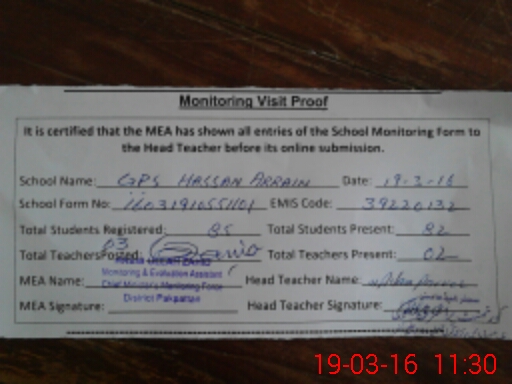 Monitoring Visit Proof
It is certified that the MEA has shown all entries of the School Monitoring Form to
the Head Teacher before its online submission.
School Name: GPS HASSAN ARRAIN Date: 19-3-16
School Form No: EMIS Code: 39220132
Total Students Registered: 85 Total Students Present: 82
Total Teachers Posted: 03 Total Teachers Present: 02
MEA Name: Head Teacher Name:
Monitoring & Evaluation Assistant
Chief Minister's Monitoring Force
District Pakpattan
MEA Signature: Head Teacher Signature:
19-03-16 11:30